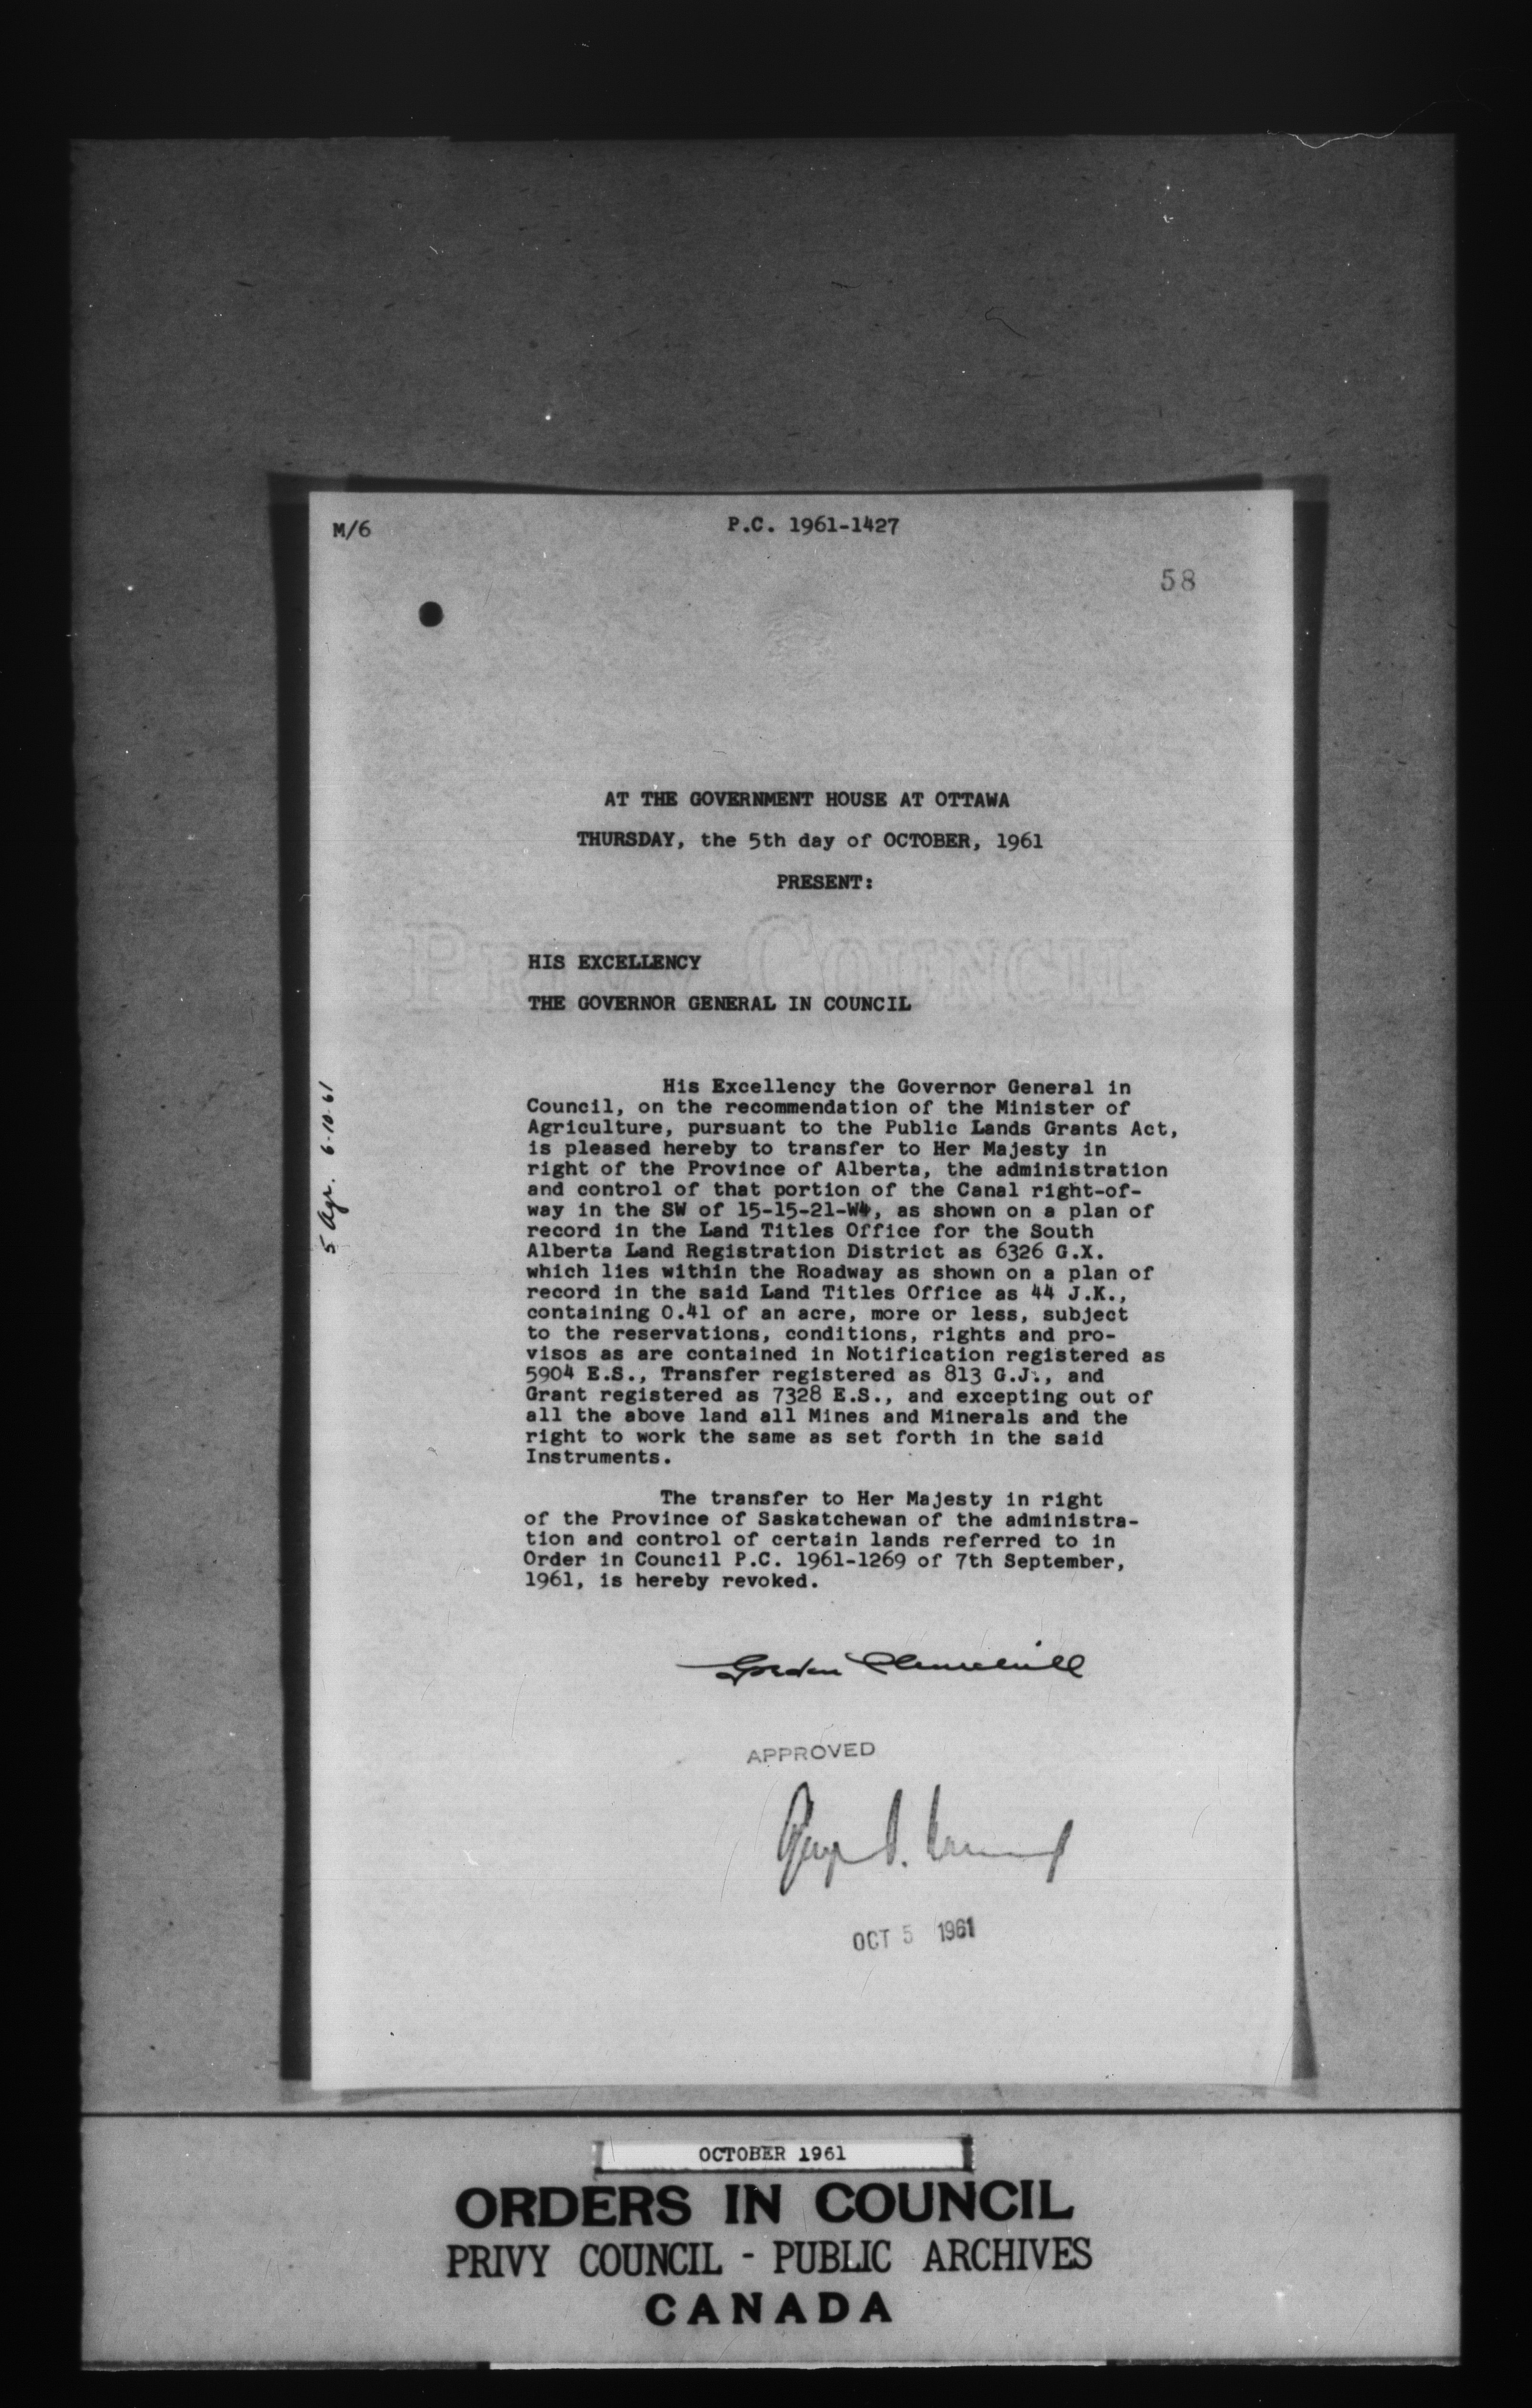 M/6
P.C. 1961-1427
58
AT THE GOVERNMENT HOUSE AT OTTAWA
THURSDAY, the 5th day of OCTOBER, 1961
PRESENT:
PRIVY COUNCIL
HIS EXCELLENCY
THE GOVERNOR GENERAL IN COUNCIL
5 Agr. 6-10-61
His Excellency the Governor General in
Council, on the recommendation of the Minister of
Agriculture, pursuant to the Public Lands Grants Act,
is pleased hereby to transfer to Her Majesty in
right of the Province of Alberta, the administration
and control of that portion of the Canal right-of-
way in the SW of 15-15-21-W4, as shown on a plan of
record in the Land Titles Office for the South
Alberta Land Registration District as 6326 G.X.
which lies within the Roadway as shown on a plan of
record in the said Land Titles Office as 44 J.K.,
containing 0.41 of an acre, more or less, subject
to the reservations, conditions, rights and pro-
visos as are contained in Notification registered as
5904 E.S., Transfer registered as 813 G.J., and
Grant registered as 7328 E.S., and excepting out of
all the above land all Mines and Minerals and the
right to work the same as set forth in the said
Instruments.
The transfer to Her Majesty in right
of the Province of Saskatchewan of the administra-
tion and control of certain lands referred to in
Order in Council P.C. 1961-1269 of 7th September,
1961, is hereby revoked.
Gordon Churchill
APPROVED
OCT 5 1961
OCTOBER 1961
ORDERS IN COUNCIL
PRIVY COUNCIL - PUBLIC ARCHIVES
CANADA